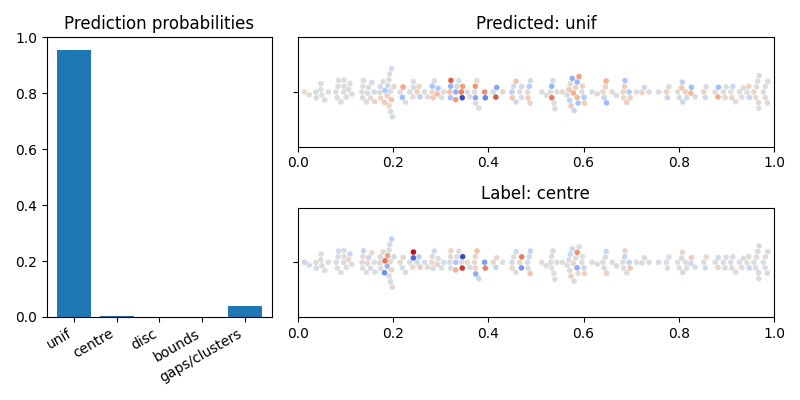 Prediction probabilities
1.0
0.8
0.6
0.4
0.2
0.0
unif
centre
disc
bounds
gaps/clusters
Predicted: unif
0.0 0.2 0.4 0.6 0.8 1.0
Label: centre
0.0 0.2 0.4 0.6 0.8 1.0